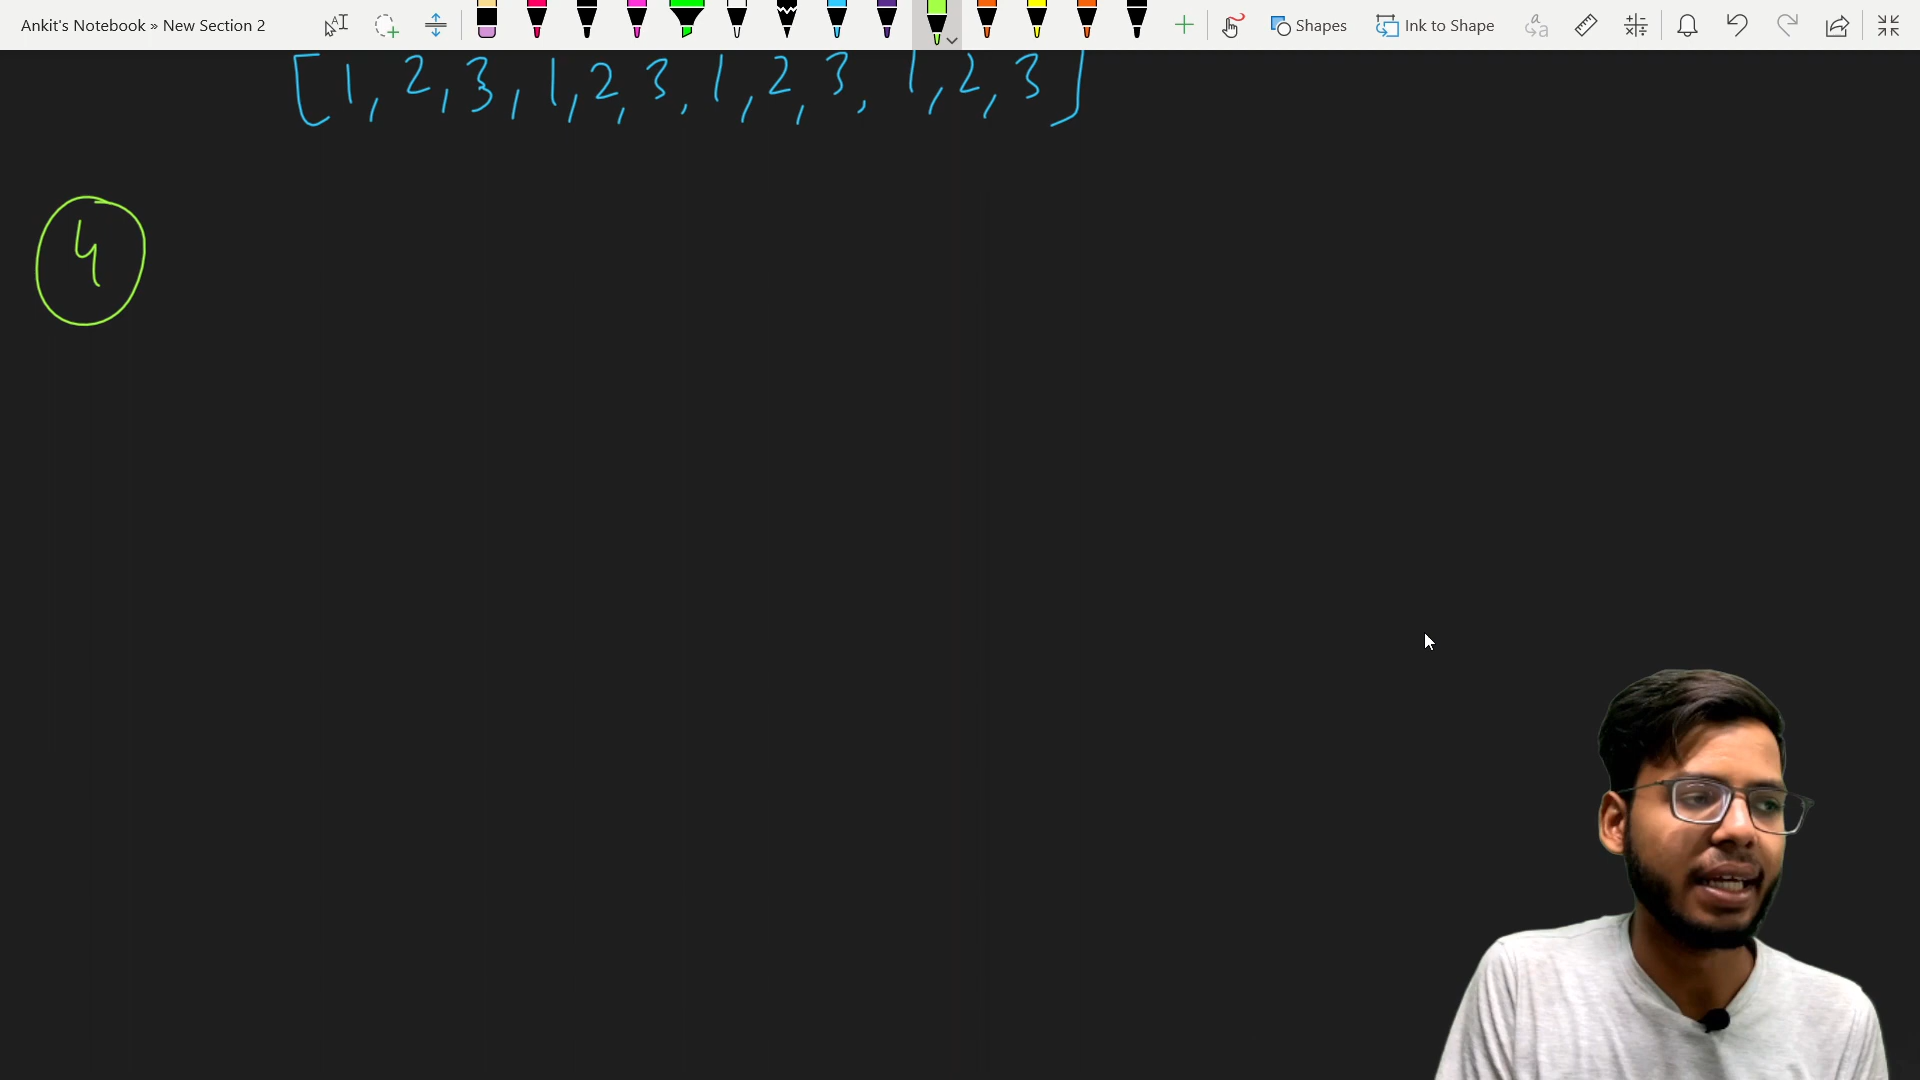 Ankit's Notebook » New Section 2 Shapes Ink to Shape
[1, 2, 3, 1, 2, 3, 1, 2, 3, 1, 2, 3]
4